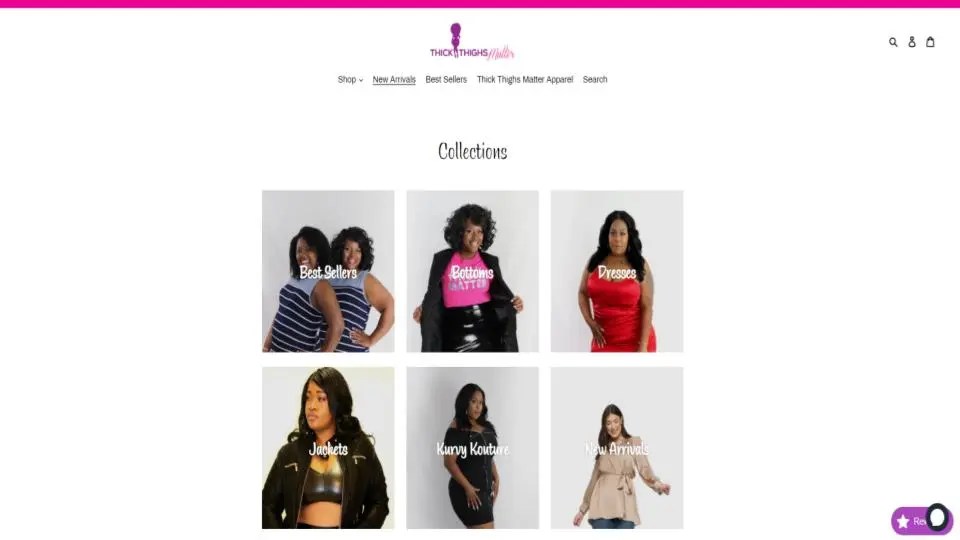 THICK THIGHS Matter
Shop
New Arrivals
Best Sellers
Thick Thighs Matter Apparel
Search
Collections
Best Sellers
Bottoms
MATTER
Dresses
Jackets
Kurvy Kouture
New Arrivals